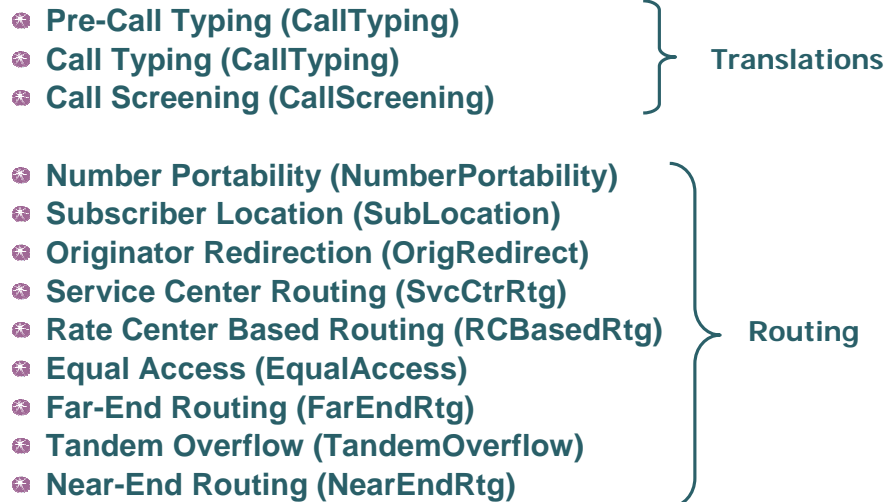 Pre-Call Typing (CallTyping)
Call Typing (CallTyping)
Call Screening (CallScreening)
Translations
Number Portability (NumberPortability)
Subscriber Location (SubLocation)
Originator Redirection (OrigRedirect)
Service Center Routing (SvcCtrRtg)
Rate Center Based Routing (RCBasedRtg)
Equal Access (EqualAccess)
Far-End Routing (FarEndRtg)
Tandem Overflow (TandemOverflow)
Near-End Routing (NearEndRtg)
Routing